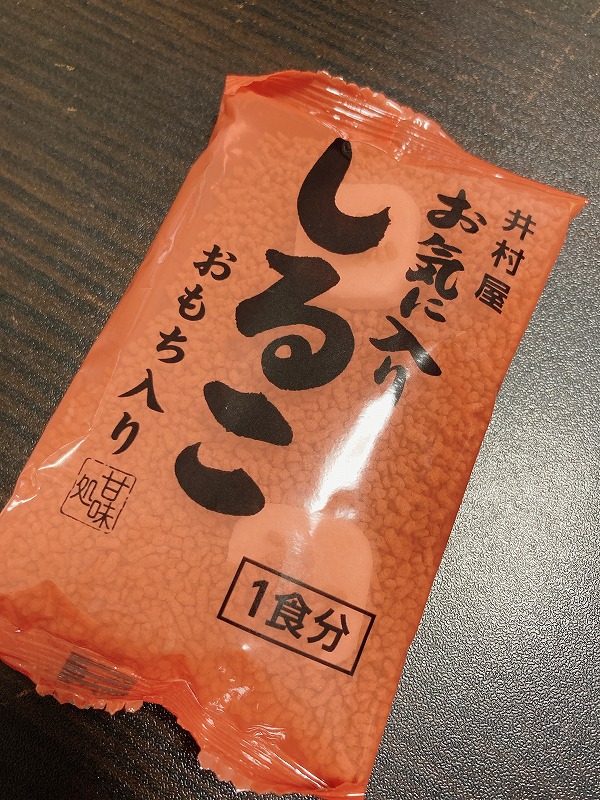 井村屋
お気に入り
しるこ
おもち入り
甘味処
1食分